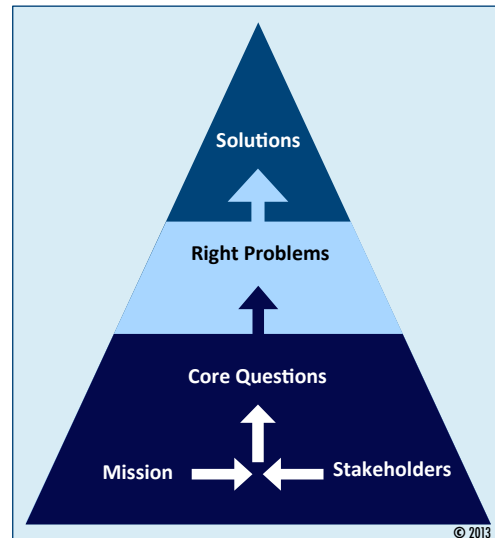 Solutions
Right Problems
Core Questions
Mission
Stakeholders
© 2013